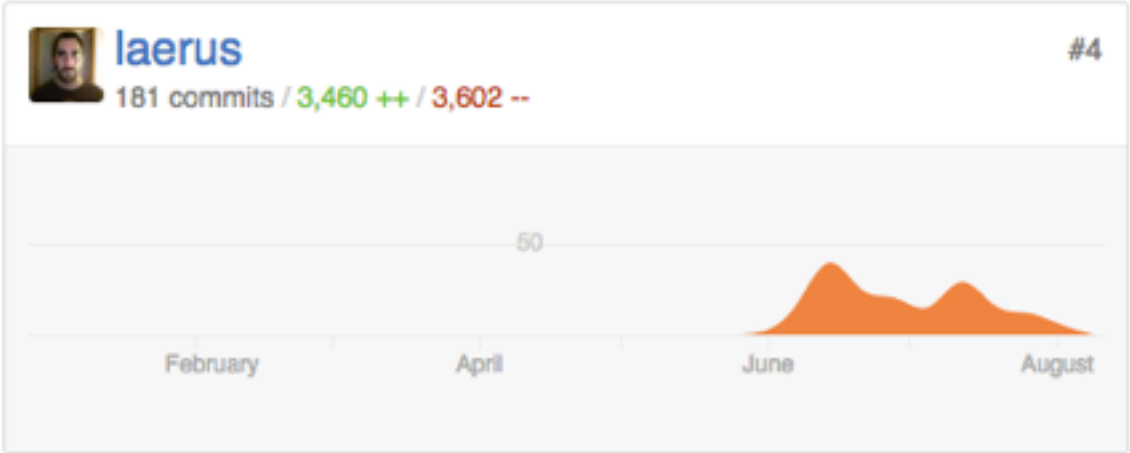 laerus
#4
181 commits / 3,460 ++ / 3,602 --
50
February April June August